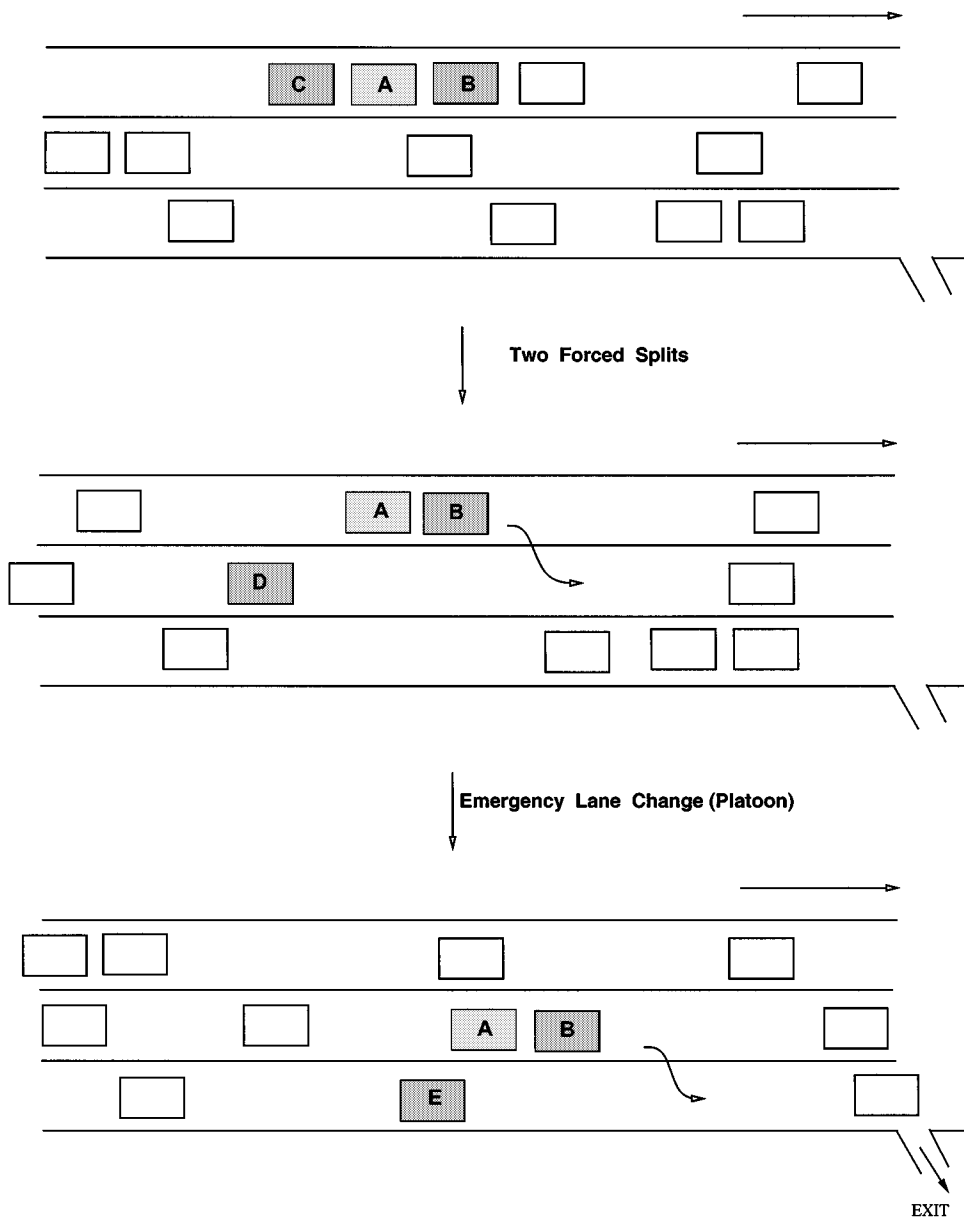 C A B
Two Forced Splits
A B
D
Emergency Lane Change (Platoon)
A B
E
EXIT